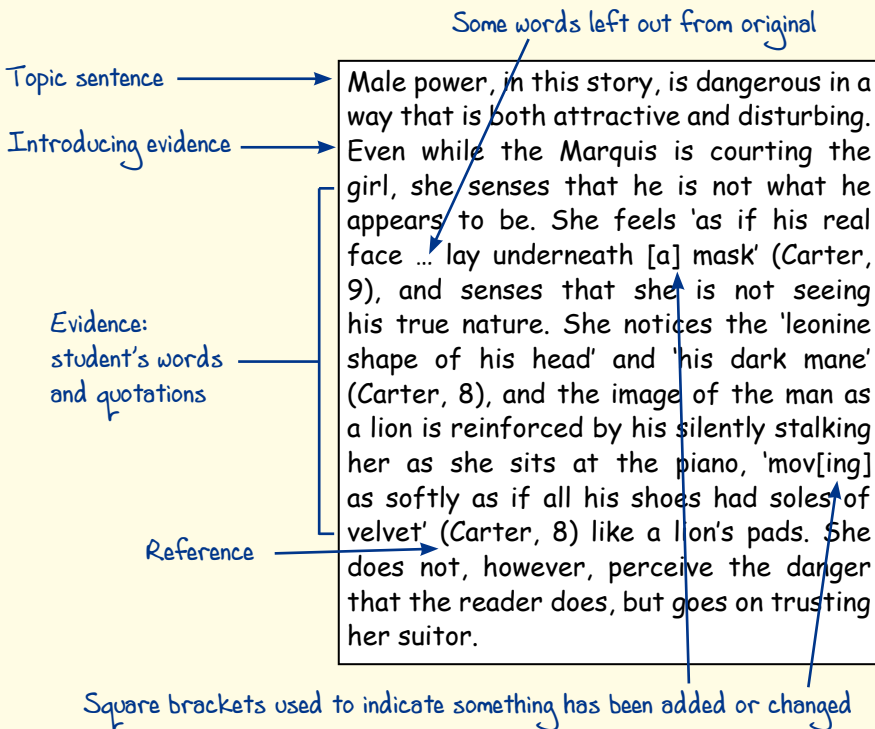 Some words left out from original
Topic sentence
Introducing evidence
Evidence:
student's words
and quotations
Reference
Male power, in this story, is dangerous in a
way that is both attractive and disturbing.
Even while the Marquis is courting the
girl, she senses that he is not what he
appears to be. She feels ‘as if his real
face … lay underneath [a] mask’ (Carter,
9), and senses that she is not seeing
his true nature. She notices the ‘leonine
shape of his head’ and ‘his dark mane’
(Carter, 8), and the image of the man as
a lion is reinforced by his silently stalking
her as she sits at the piano, ‘mov[ing]
as softly as if all his shoes had soles of
velvet’ (Carter, 8) like a lion’s pads. She
does not, however, perceive the danger
that the reader does, but goes on trusting
her suitor.
Square brackets used to indicate something has been added or changed